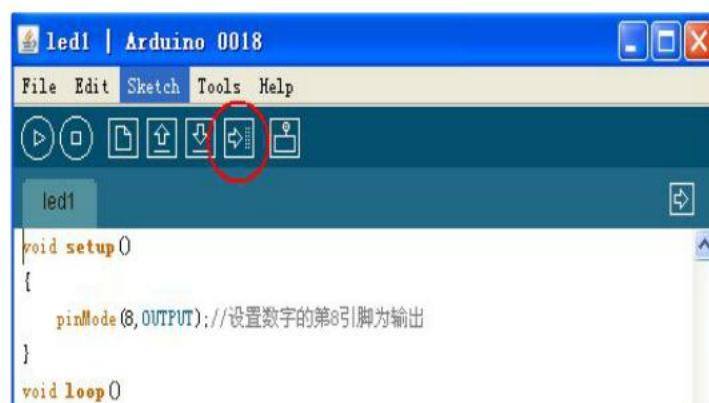 led1 | Arduino 0018
File Edit Sketch Tools Help
led1
void setup()
{
pinMode(8,OUTPUT);//设置数字的第8引脚为输出
}
void loop()